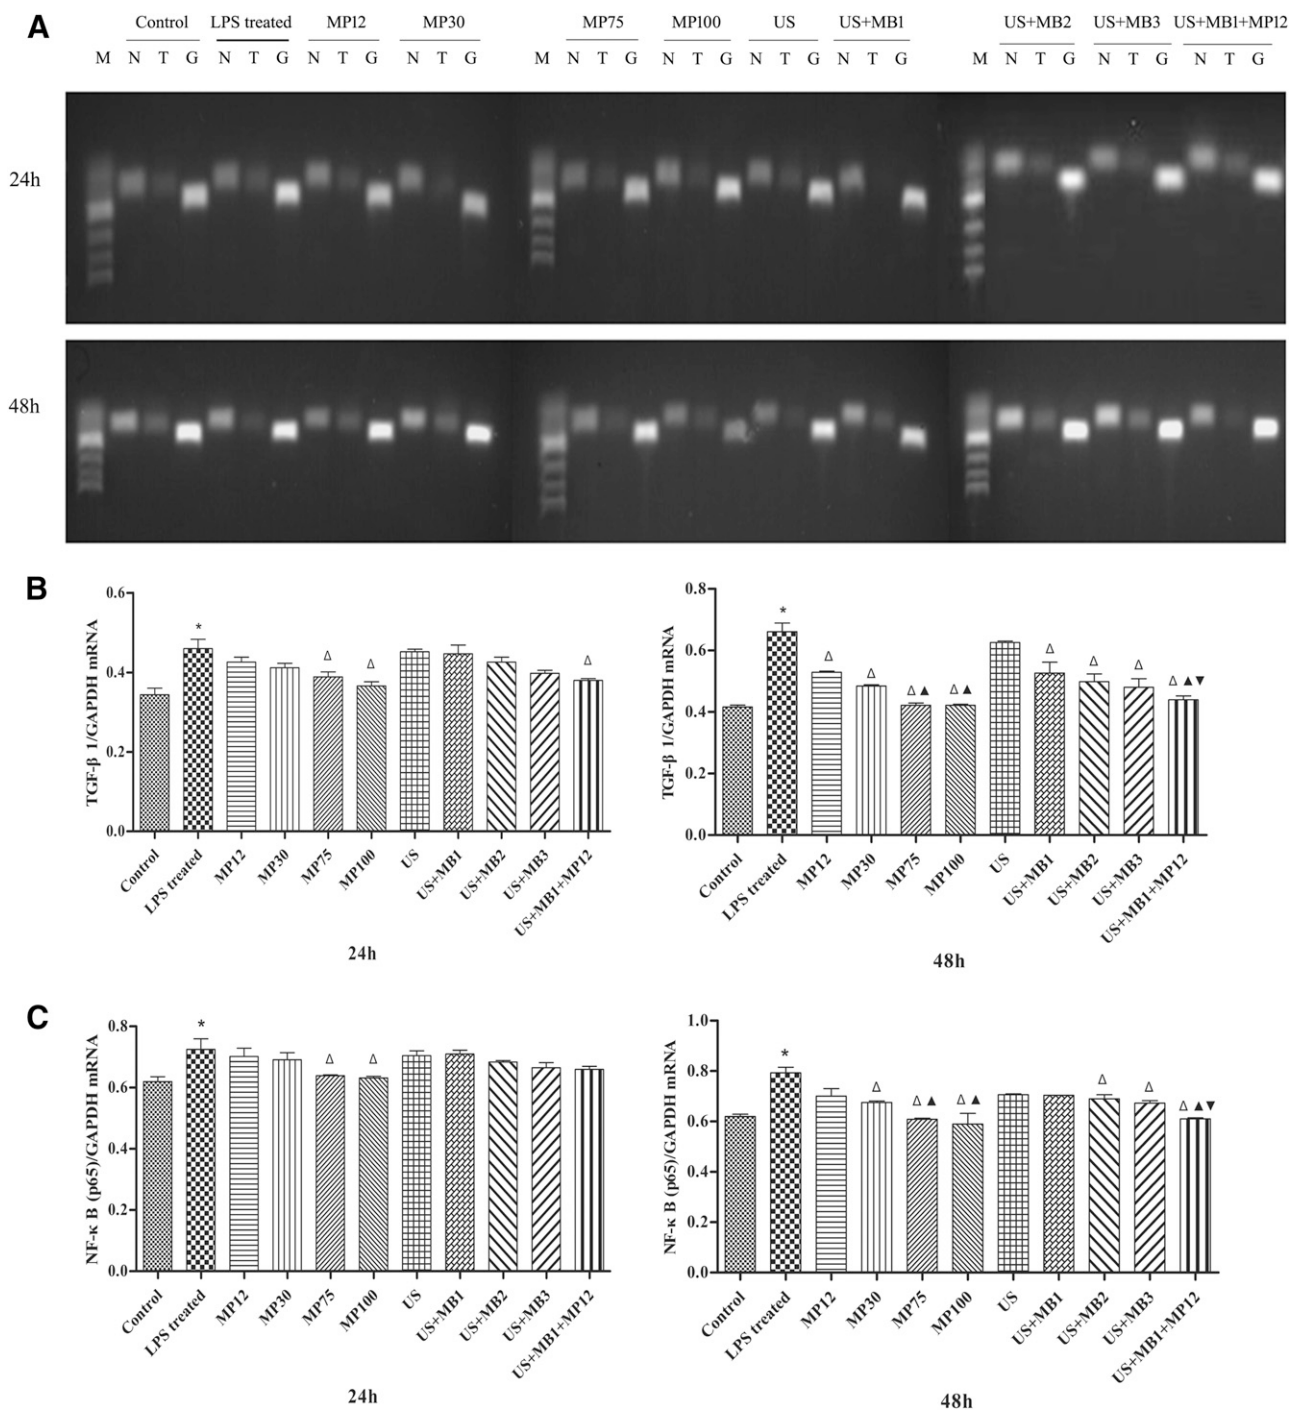 A
Control LPS treated MP12 MP30 MP75 MP100 US US+MB1 US+MB2 US+MB3 US+MB1+MP12
M N T G N T G N T G N T G M N T G N T G N T G N T G M N T G N T G N T G
24h
48h
B
TGF-β 1/GAPDH mRNA
0.6
0.4
0.2
0.0
*
Δ
Δ
Δ
Control
LPS treated
MP12
MP30
MP75
MP100
US
US+MB1
US+MB2
US+MB3
US+MB1+MP12
24h
TGF-β 1/GAPDH mRNA
0.8
0.6
0.4
0.2
0.0
*
Δ
Δ
Δ ▲
Δ ▲
Δ
Δ
Δ
Δ ▲▼
Control
LPS treated
MP12
MP30
MP75
MP100
US
US+MB1
US+MB2
US+MB3
US+MB1+MP12
48h
C
NF-κ B (p65)/GAPDH mRNA
0.8
0.6
0.4
0.2
0.0
*
Δ
Δ
Control
LPS treated
MP12
MP30
MP75
MP100
US
US+MB1
US+MB2
US+MB3
US+MB1+MP12
24h
NF-κ B (p65)/GAPDH mRNA
1.0
0.8
0.6
0.4
0.2
0.0
*
Δ
Δ ▲
Δ ▲
Δ
Δ
Δ ▲▼
Control
LPS treated
MP12
MP30
MP75
MP100
US
US+MB1
US+MB2
US+MB3
US+MB1+MP12
48h